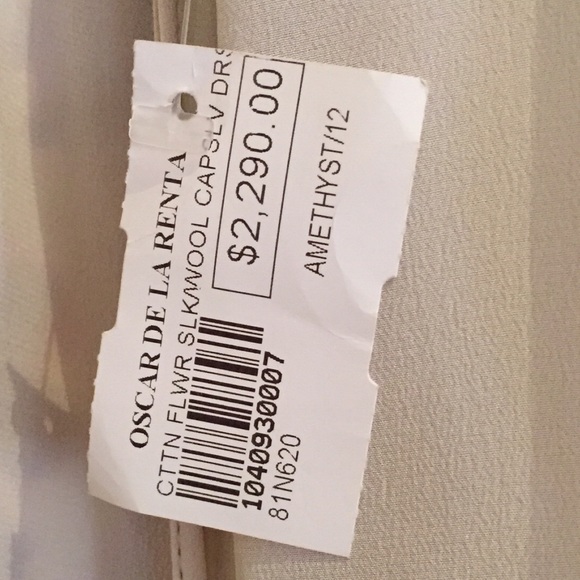 OSCAR DE LA RENTA
CTTN FLWR SLK/WOOL CAPSLV DRS
1040930007
81N620
$2,290.00
AMETHYST/12